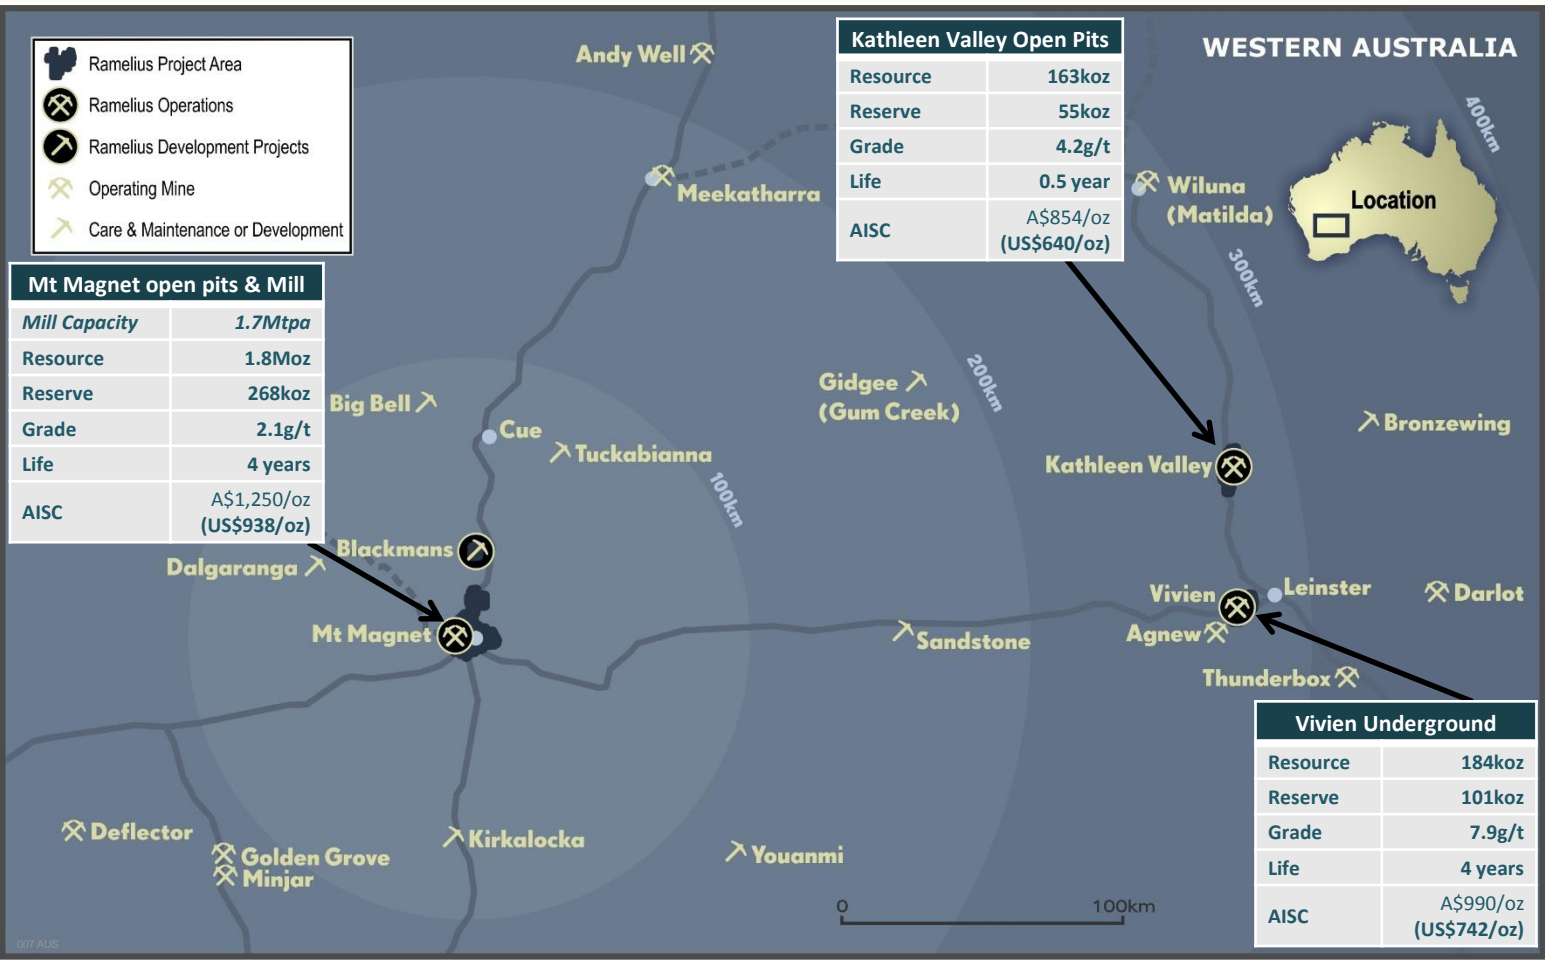 WESTERN AUSTRALIA
Ramelius Project Area
Ramelius Operations
Ramelius Development Projects
Operating Mine
Care & Maintenance or Development
Kathleen Valley Open Pits
Resource 163koz
Reserve 55koz
Grade 4.2g/t
Life 0.5 year
AISC A$854/oz
(US$640/oz)
Mt Magnet open pits & Mill
Mill Capacity 1.7Mtpa
Resource 1.8Moz
Reserve 268koz
Grade 2.1g/t
Life 4 years
AISC A$1,250/oz
(US$938/oz)
Vivien Underground
Resource 184koz
Reserve 101koz
Grade 7.9g/t
Life 4 years
AISC A$990/oz
(US$742/oz)
Location
Andy Well
Meekatharra
Wiluna
(Matilda)
400km
300km
200km
100km
Gidgee
(Gum Creek)
Big Bell
Cue
Tuckabianna
Bronzewing
Kathleen Valley
Blackmans
Dalgaranga
Mt Magnet
Sandstone
Vivien
Leinster
Darlot
Agnew
Thunderbox
Deflector
Golden Grove
Minjar
Kirkalocka
Youanmi
0 100km
007 AUS